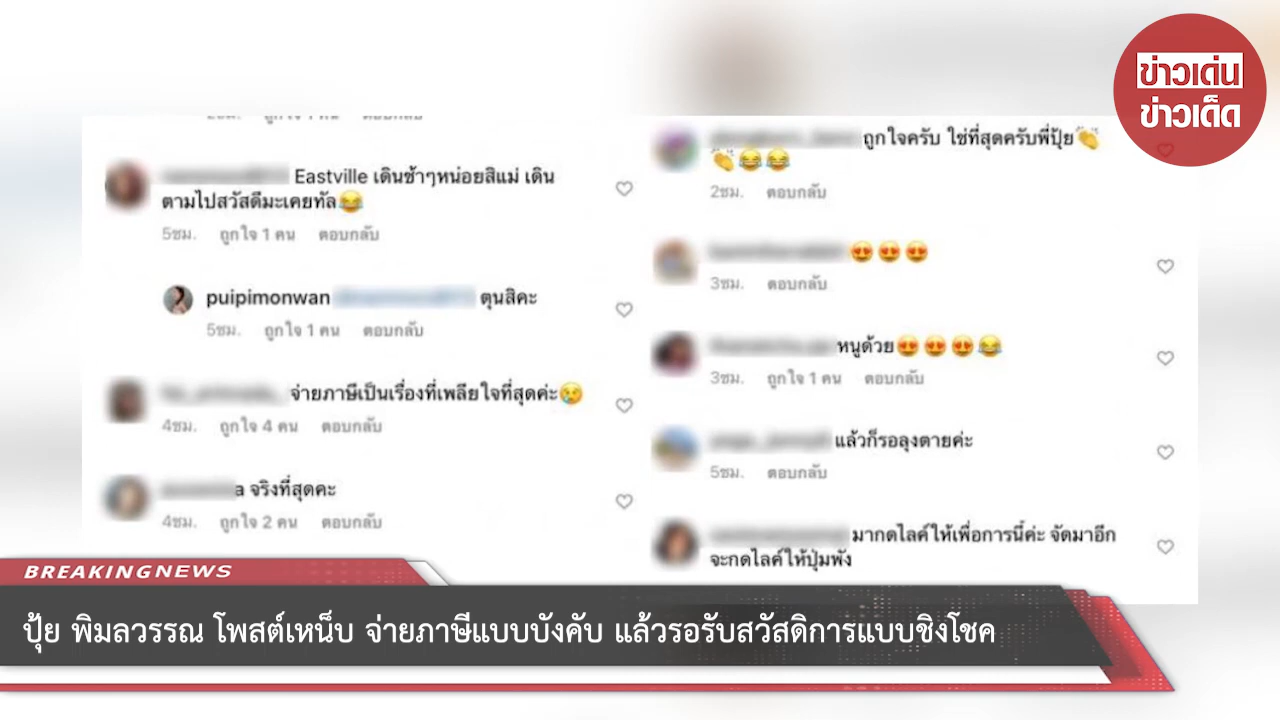 ข่าวเด่น
ข่าวเด็ด
Eastville เดินช้าๆหน่อยสิแม่ เดิน
ตามไปสวัสดีมะเคยทัล😂
5ชม. ถูกใจ 1 คน ตอบกลับ
puipimonwan ตุนสิคะ
5ชม. ถูกใจ 1 คน ตอบกลับ
จ่ายภาษีเป็นเรื่องที่เพลียใจที่สุดค่ะ😢
4ชม. ถูกใจ 4 คน ตอบกลับ
a จริงที่สุดคะ
4ชม. ถูกใจ 2 คน ตอบกลับ
ถูกใจครับ ใช่ที่สุดครับพี่ปุ้ย👏
👏😂😂
2ชม. ตอบกลับ
😍😍😍
3ชม. ตอบกลับ
หนูด้วย😍😍😍😂
3ชม. ถูกใจ 1 คน ตอบกลับ
แล้วก็รอลุงตายค่ะ
5ชม. ตอบกลับ
มากดไลค์ให้เพื่อการนี้ค่ะ จัดมาอีก
จะกดไลค์ให้ปุ่มพัง
BREAKINGNEWS
ปุ้ย พิมลวรรณ โพสต์เหน็บ จ่ายภาษีแบบบังคับ แล้วรอรับสวัสดิการแบบชิงโชค